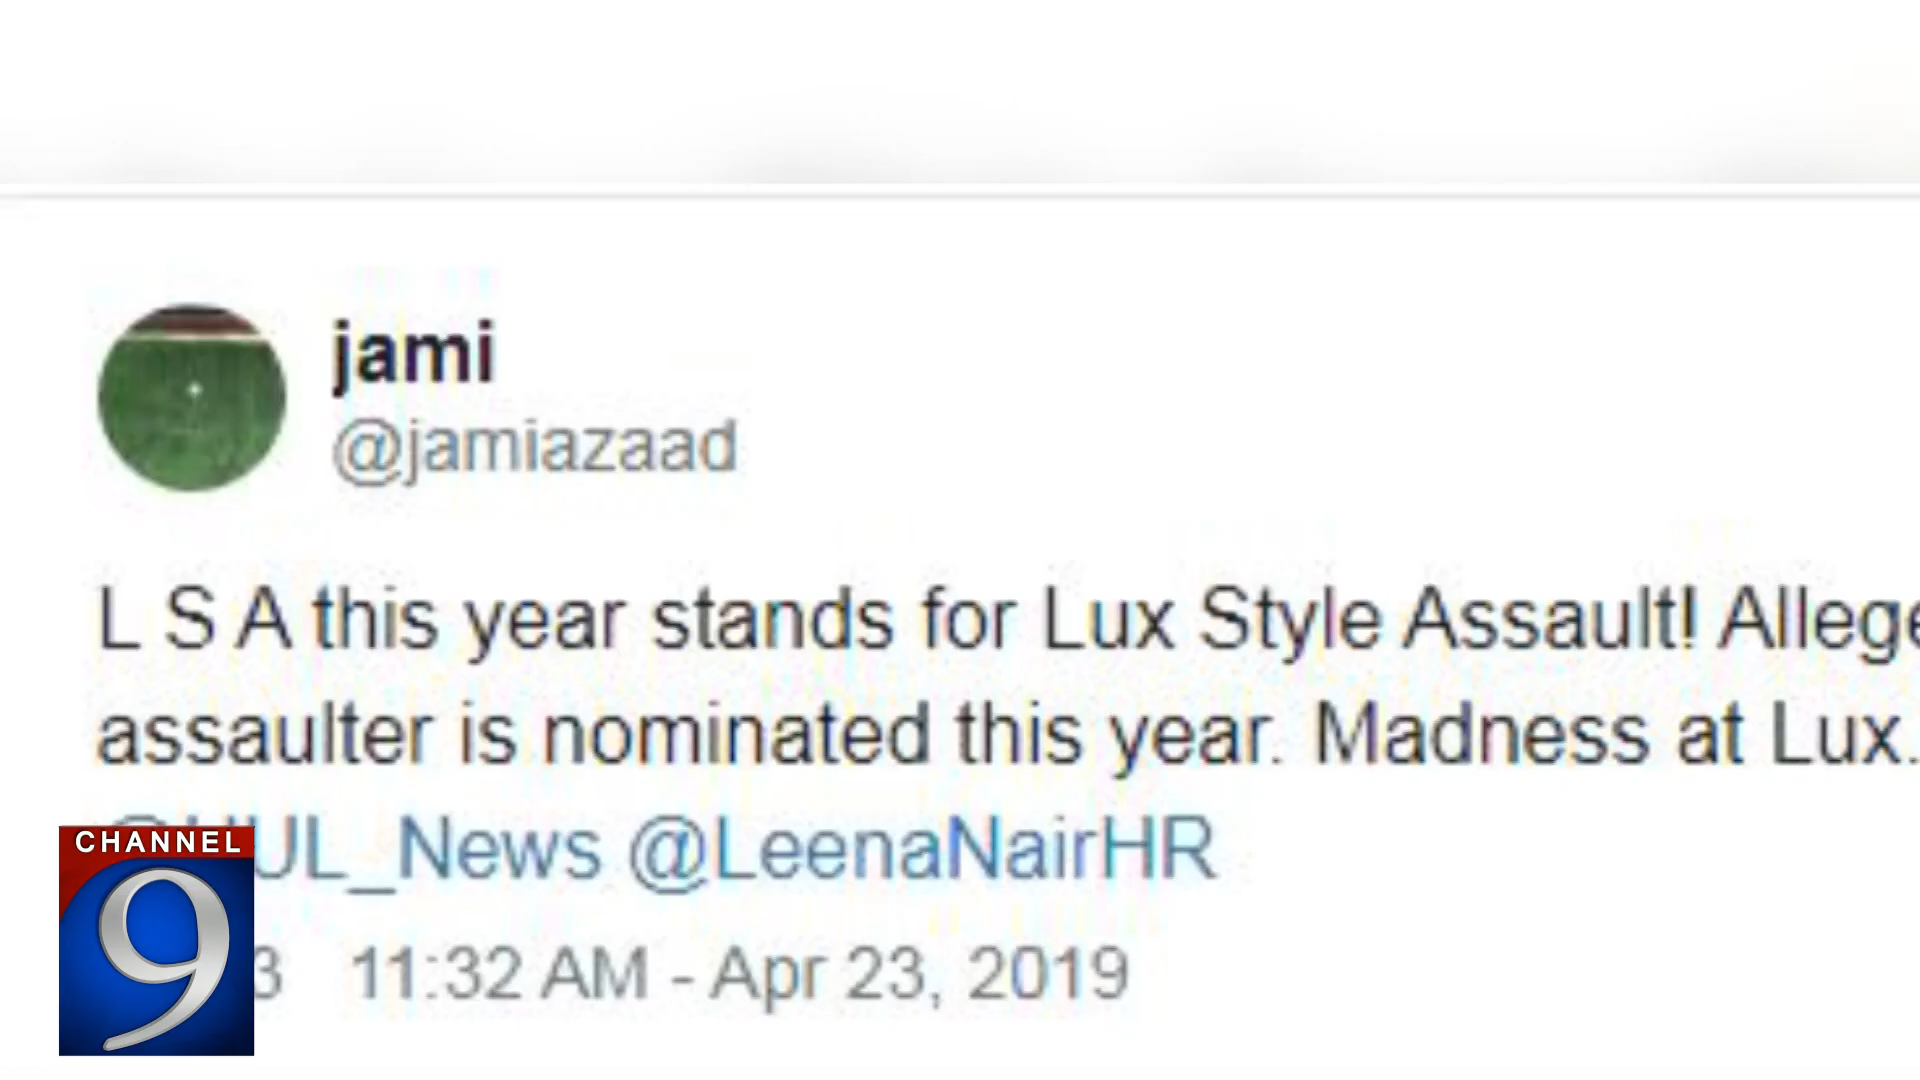 jami
@jamiazaad
L S A this year stands for Lux Style Assault! Allege
assaulter is nominated this year. Madness at Lux.
UL_News @LeenaNairHR
3 11:32 AM - Apr 23, 2019
CHANNEL
9